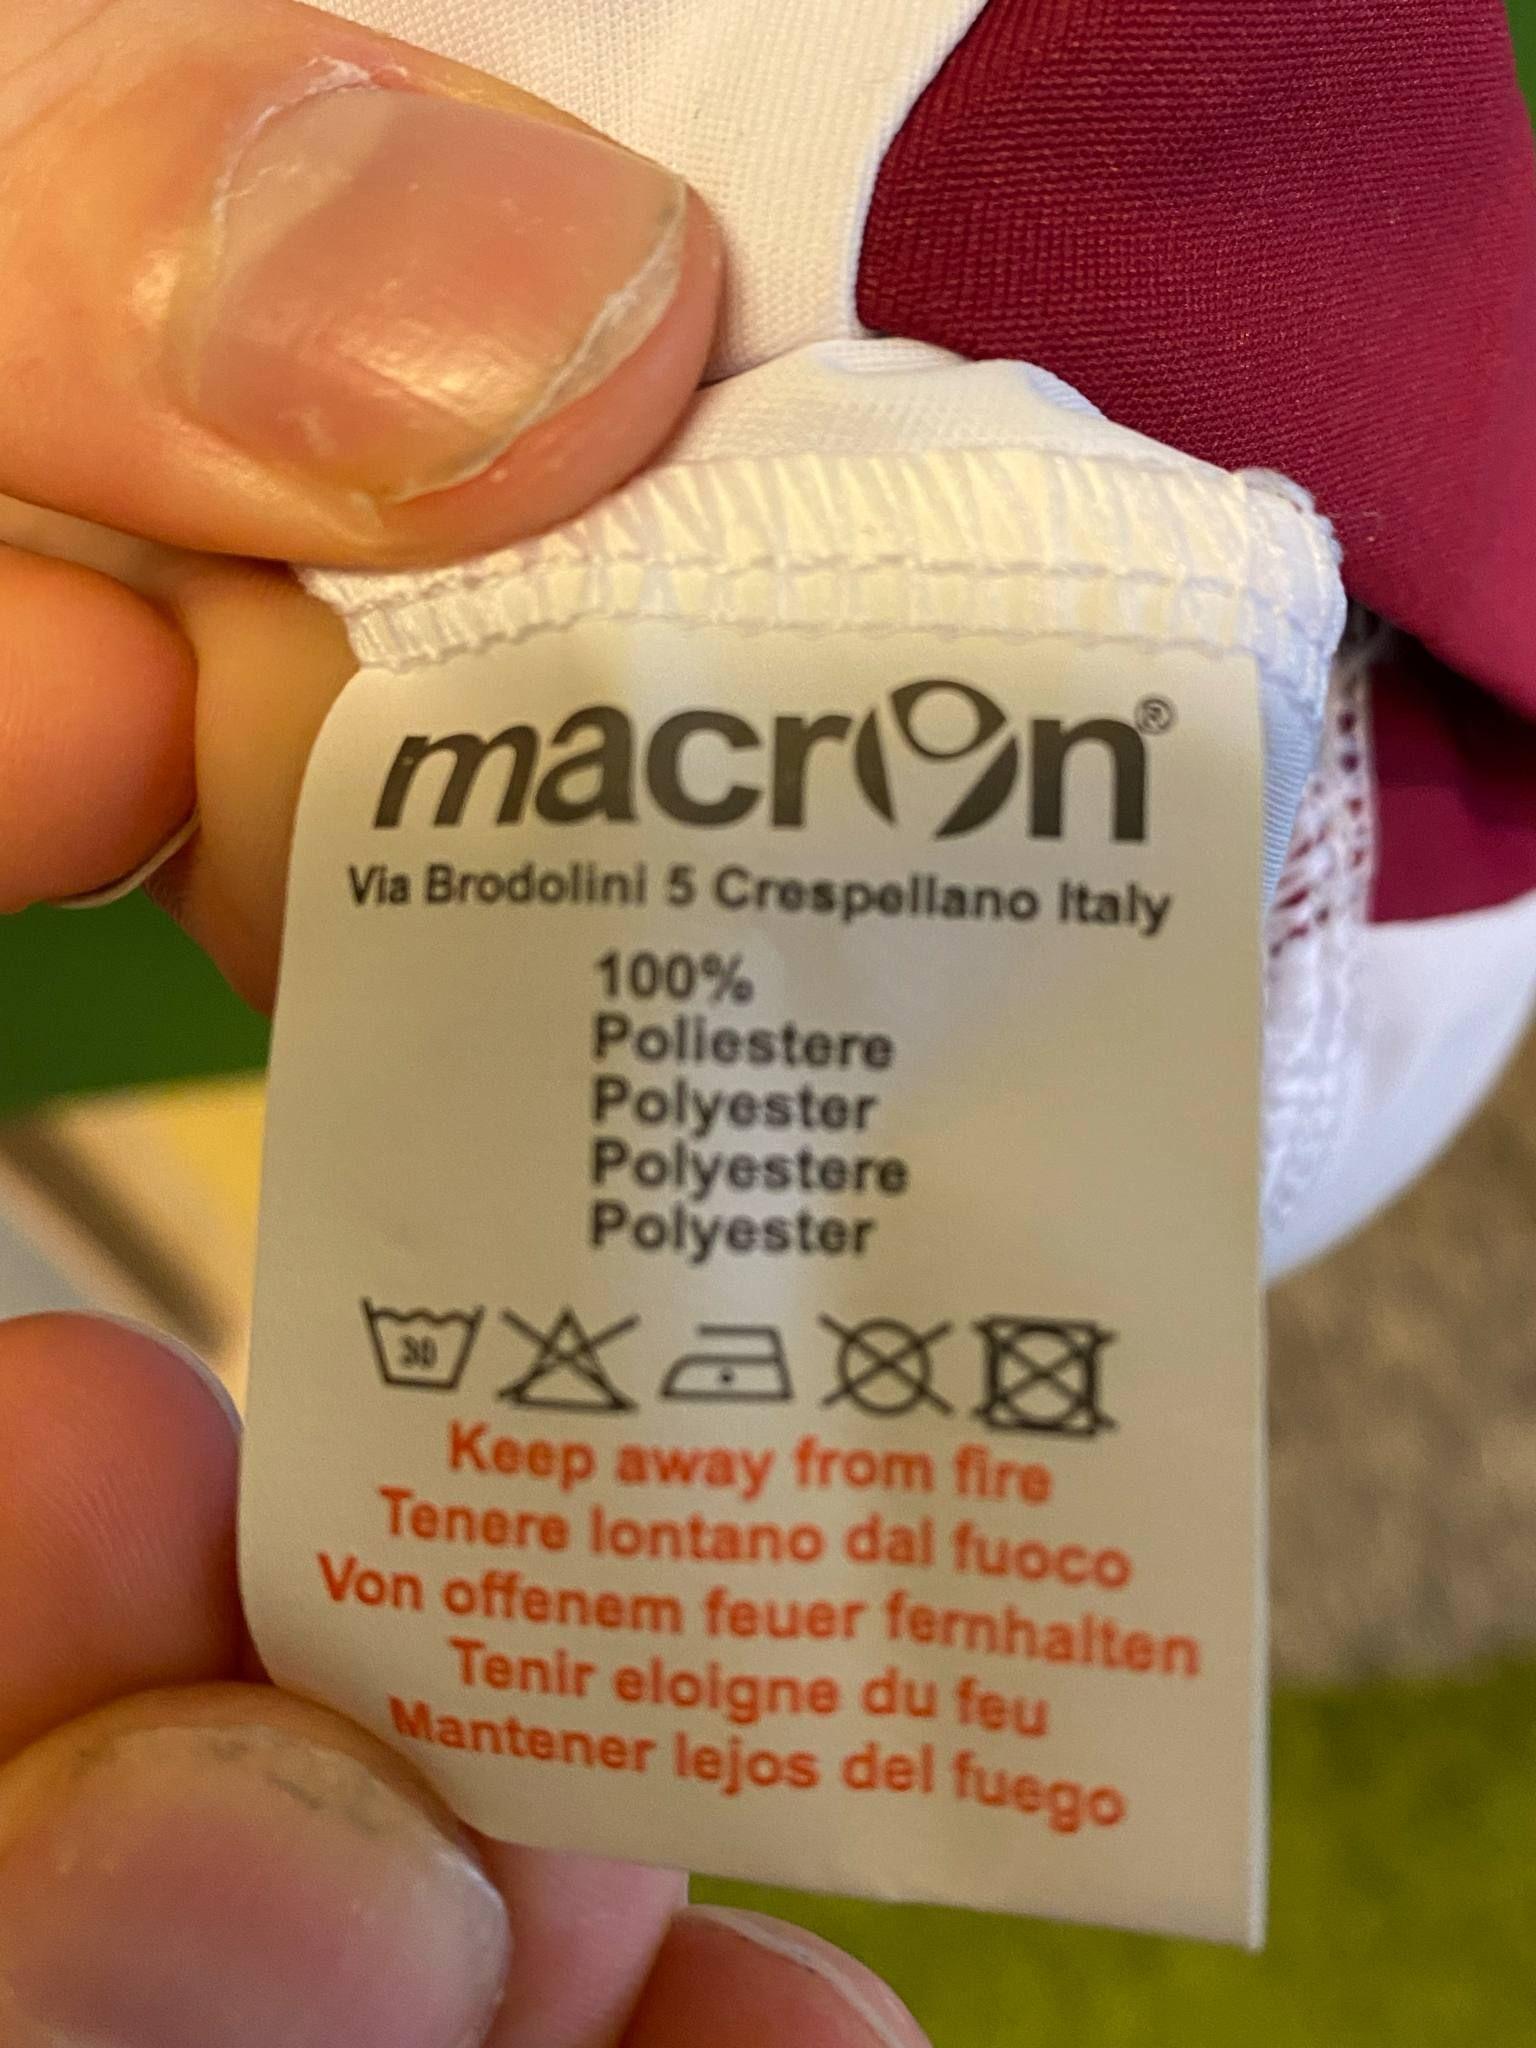 macron®
Via Brodolini 5 Crespellano Italy
100%
Poliestere
Polyester
Polyestere
Polyester
30
Keep away from fire
Tenere lontano dal fuoco
Von offenem feuer fernhalten
Tenir eloigne du feu
Mantener lejos del fuego